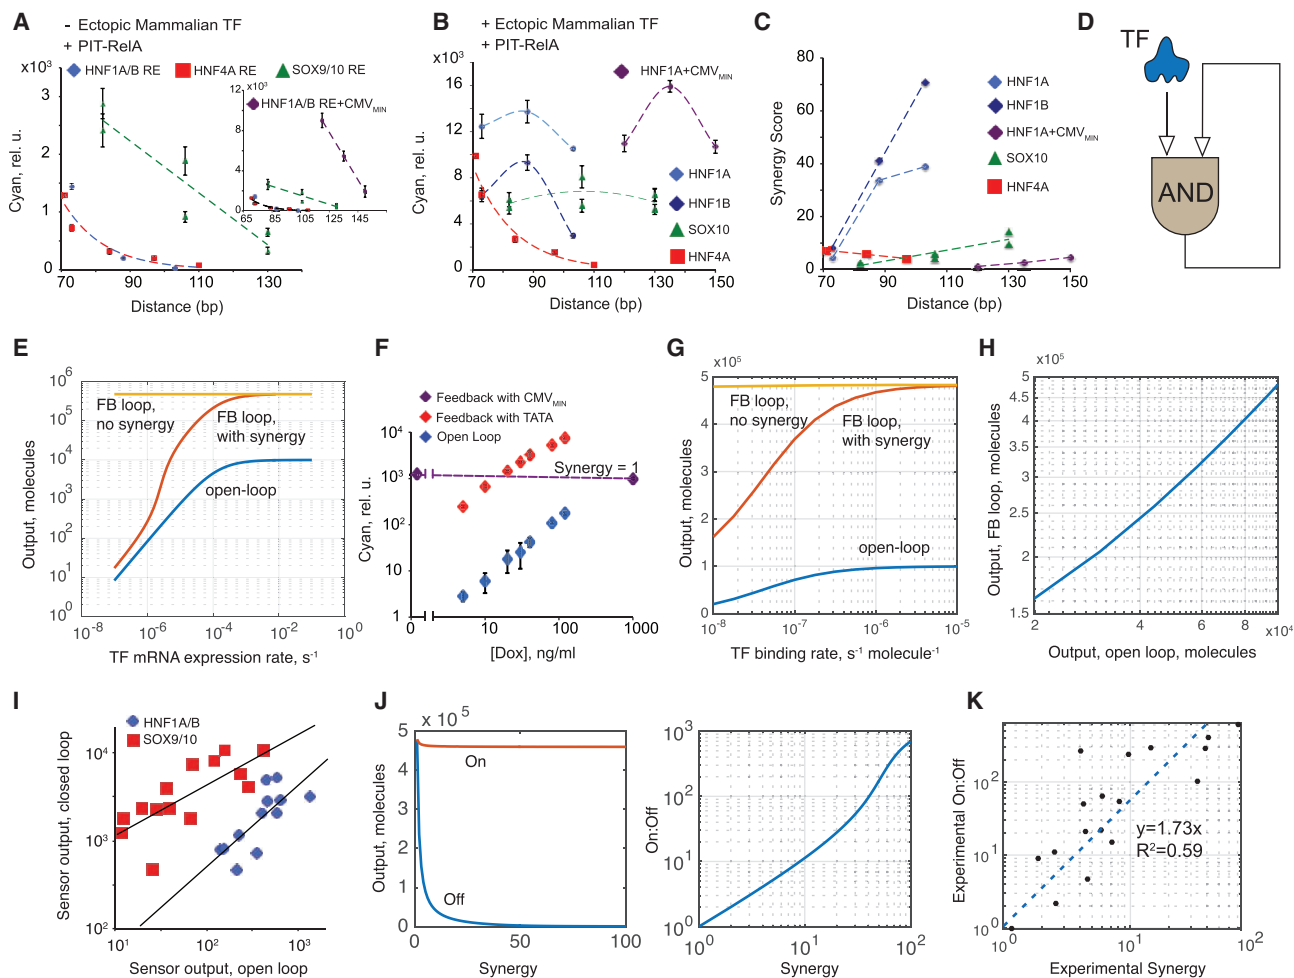 A
- Ectopic Mammalian TF
+ PIT-RelA
x10³
HNF1A/B RE
HNF4A RE
SOX9/10 RE
Cyan, rel. u.
3
2
1
0
70
90
110
130
Distance (bp)
x10³
HNF1A/B RE+CMV_MIN
12
8
4
0
65
85
105
125
150
B
+ Ectopic Mammalian TF
+ PIT-RelA
x10³
HNF1A+CMV_MIN
Cyan, rel. u.
16
12
8
4
0
HNF1A
HNF1B
SOX10
HNF4A
70
90
110
130
150
Distance (bp)
C
Synergy Score
80
60
40
20
0
HNF1A
HNF1B
HNF1A+CMV_MIN
SOX10
HNF4A
70
90
110
130
150
Distance (bp)
D
TF
AND
E
Output, molecules
10⁶
10⁵
10⁴
10³
10²
10¹
10⁰
FB loop,
no synergy
FB loop,
with synergy
open-loop
10⁻⁸
10⁻⁶
10⁻⁴
10⁻²
10⁰
TF mRNA expression rate, s⁻¹
F
Feedback with CMV_MIN
Feedback with TATA
Open Loop
Synergy = 1
Cyan, rel. u.
10⁴
10³
10²
10
1
0
10
100
1000
[Dox], ng/ml
G
x10⁵
Output, molecules
5
4
3
2
1
0
FB loop,
no synergy
FB loop,
with synergy
open-loop
10⁻⁸
10⁻⁷
10⁻⁶
10⁻⁵
TF binding rate, s⁻¹ molecule⁻¹
H
x10⁵
Output, FB loop, molecules
5
4.5
3.5
2.5
2
1.5
2
4
6
8
x10⁴
Output, open loop, molecules
I
HNF1A/B
SOX9/10
Sensor output, closed loop
10⁴
10³
10²
10¹
10²
10³
Sensor output, open loop
J
x 10⁵
Output, molecules
5
4
3
2
1
0
On
Off
0
50
100
Synergy
On:Off
10³
10²
10¹
10⁰
10⁰
10¹
10²
Synergy
K
Experimental On:Off
10²
10¹
10⁰
y=1.73x
R²=0.59
10⁰
10¹
10²
Experimental Synergy